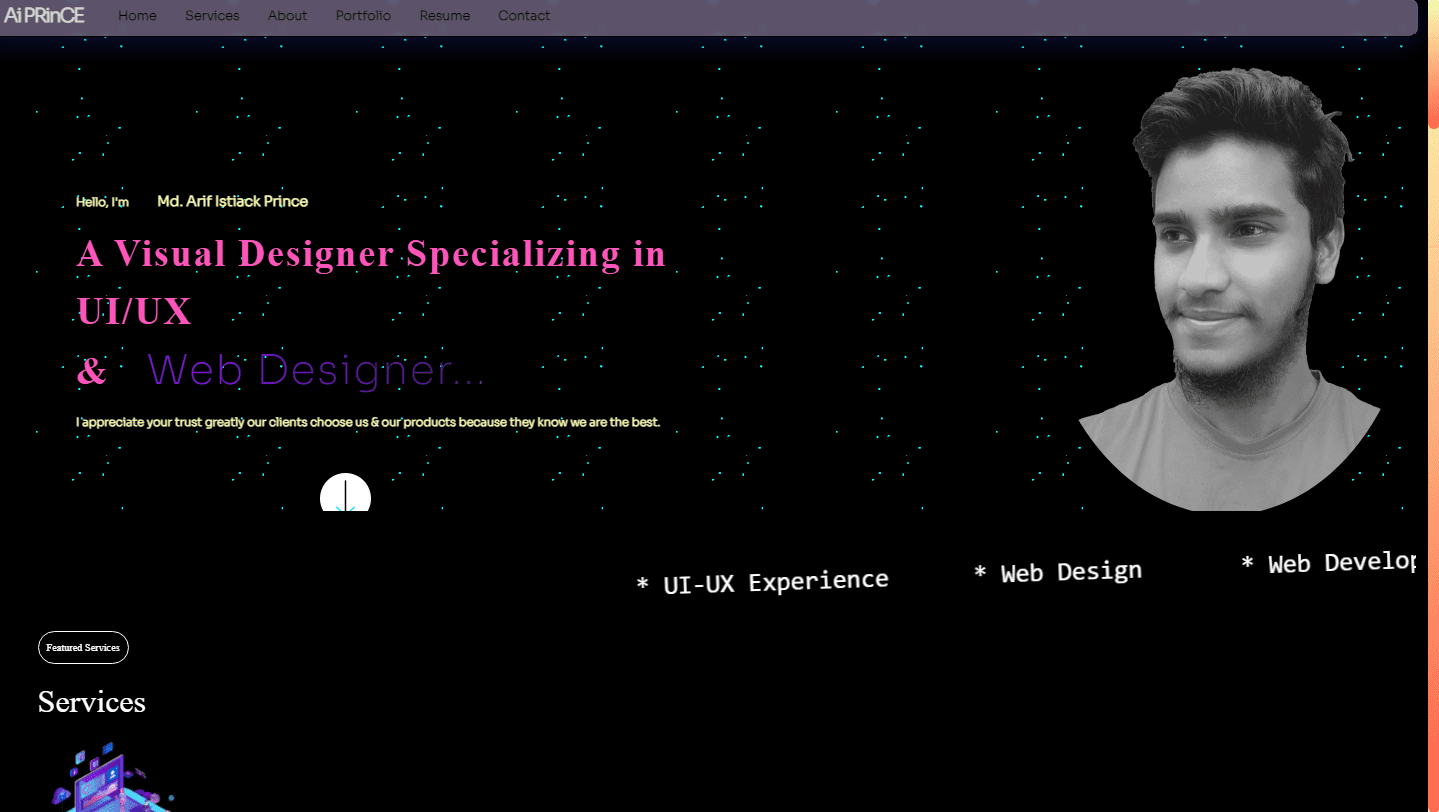 Ai PRinCE Home Services About Portfolio Resume Contact
Hello, I'm Md. Arif Istiack Prince
A Visual Designer Specializing in
UI/UX
& Web Designer...
I appreciate your trust greatly our clients choose us & our products because they know we are the best.
* UI-UX Experience * Web Design * Web Develop
Featured Services
Services